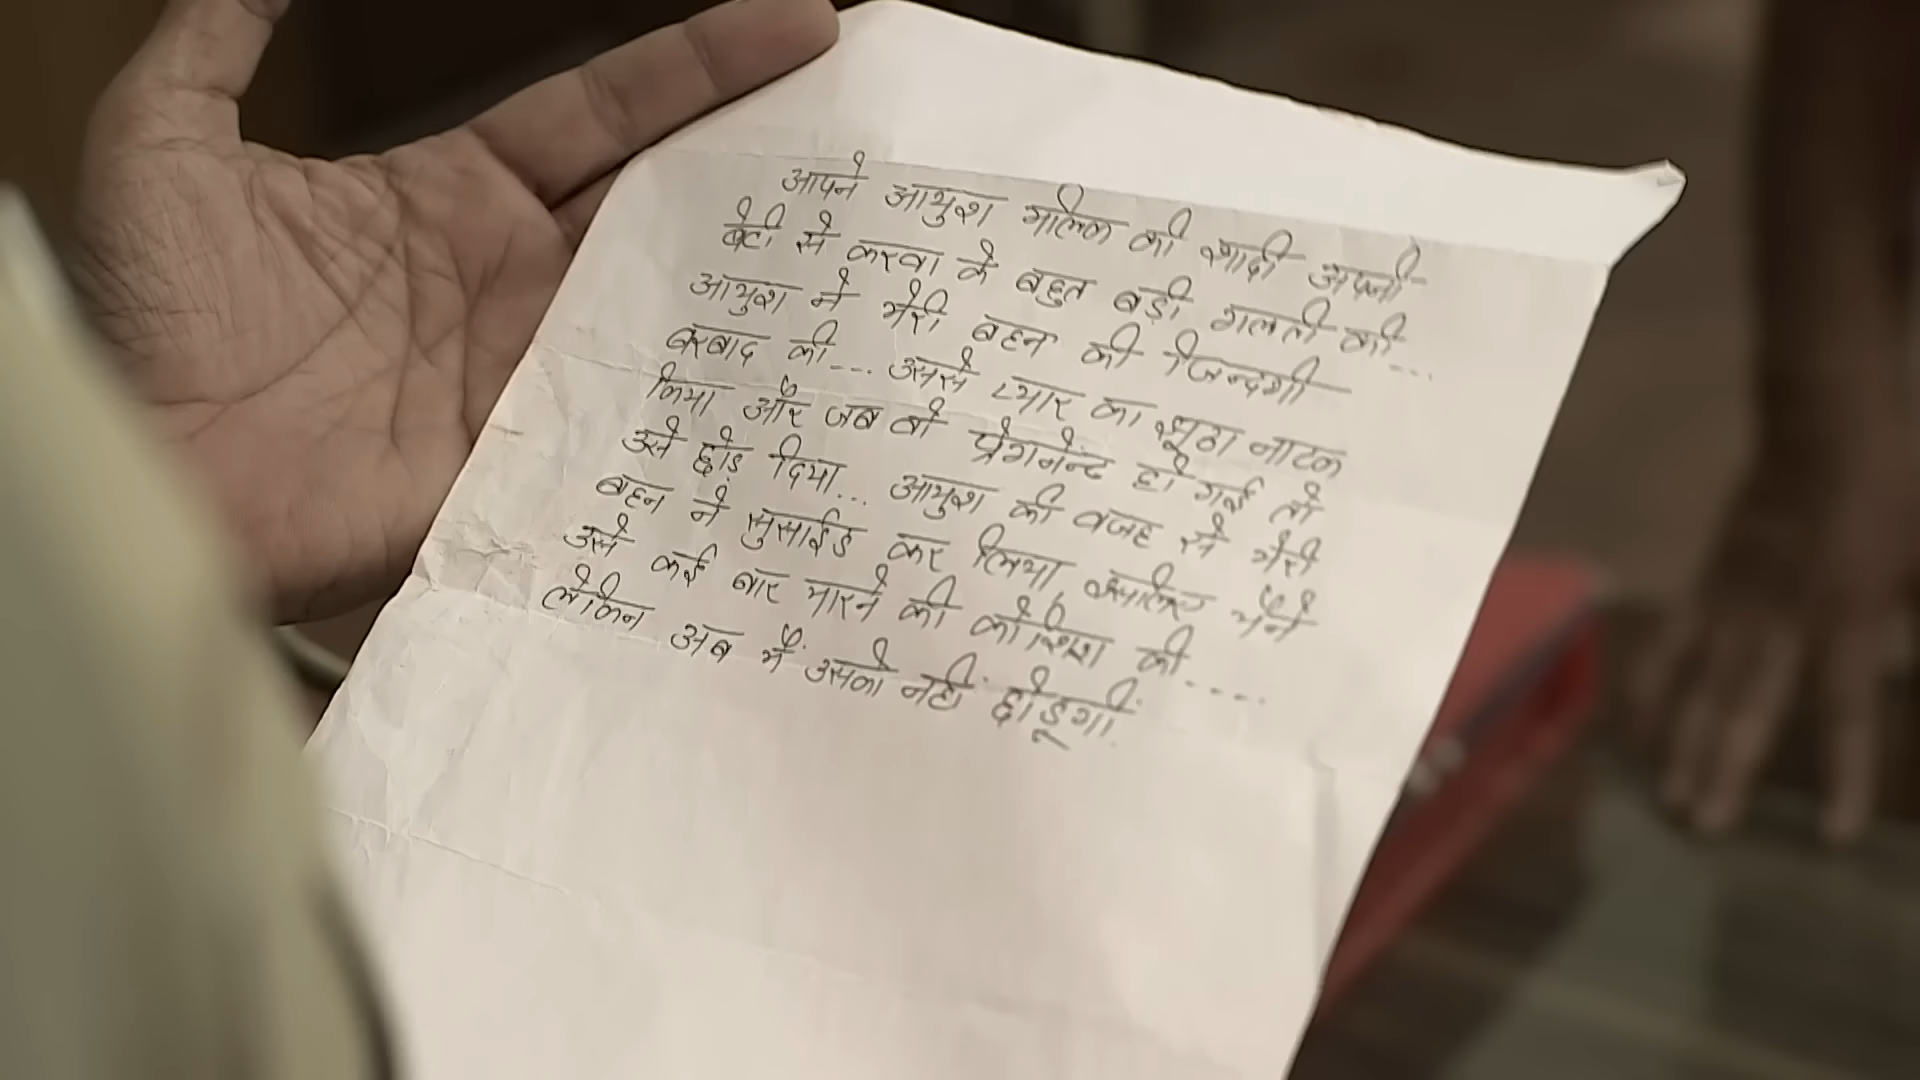 आपने आयुश मलिक की शादी अपनी
बेटी से करवा के बहुत बड़ी गलती की...
आयुश ने मेरी बहन की जिन्दगी
बरबाद की... उससे प्यार का झूठा नाटक
किया और जब वो प्रेगनेन्ट हो गई तो
उसे छोड़ दिया... आयुश की वजह से मेरी
बहन ने सुसाईड कर लिया, इसलिए मैंने
उसे कई बार मारने की कोशिश की....
लेकिन अब मैं उसको नहीं छोडूगीं